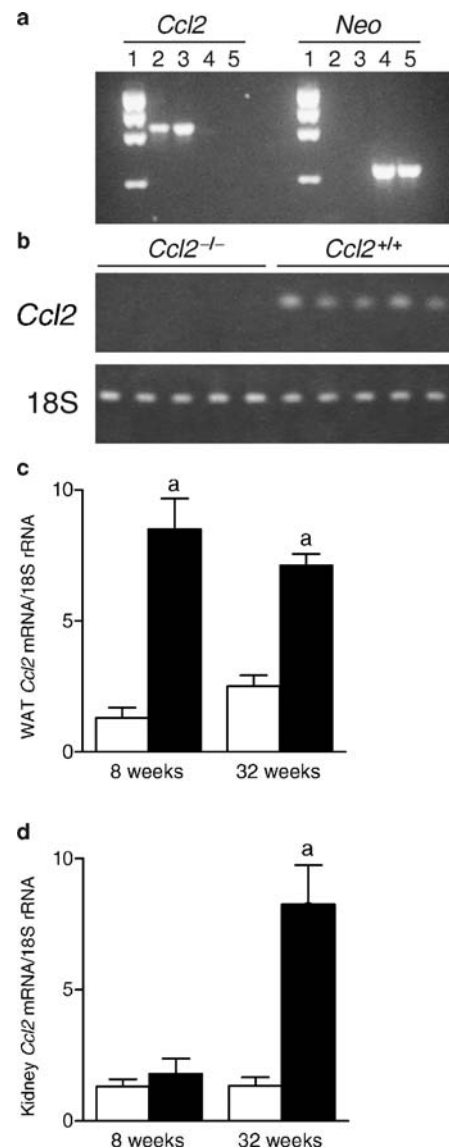 a
Ccl2 Neo
1 2 3 4 5 1 2 3 4 5
b
Ccl2−/− Ccl2+/+
Ccl2
18S
c
WAT Ccl2 mRNA/18S rRNA
10
a
a
5
0
8 weeks 32 weeks
d
Kidney Ccl2 mRNA/18S rRNA
10
a
5
0
8 weeks 32 weeks